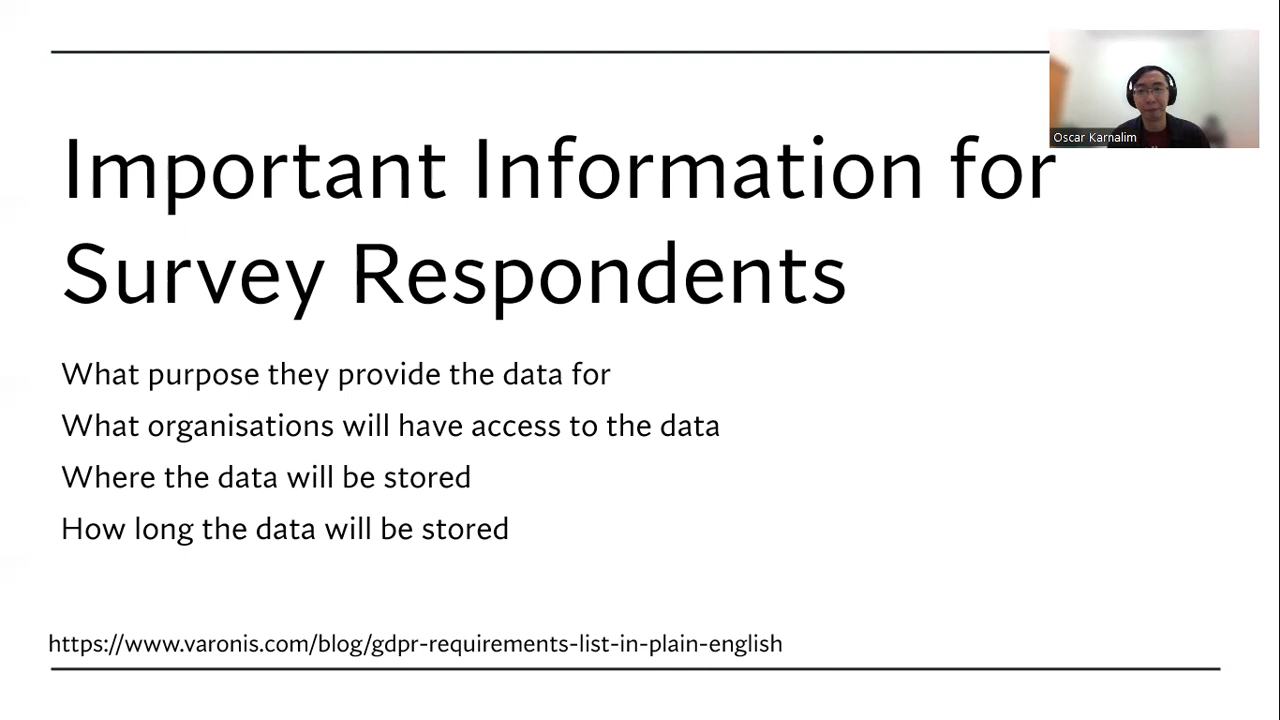 Important Information for
Survey Respondents
Oscar Karnalim
What purpose they provide the data for
What organisations will have access to the data
Where the data will be stored
How long the data will be stored
https://www.varonis.com/blog/gdpr-requirements-list-in-plain-english